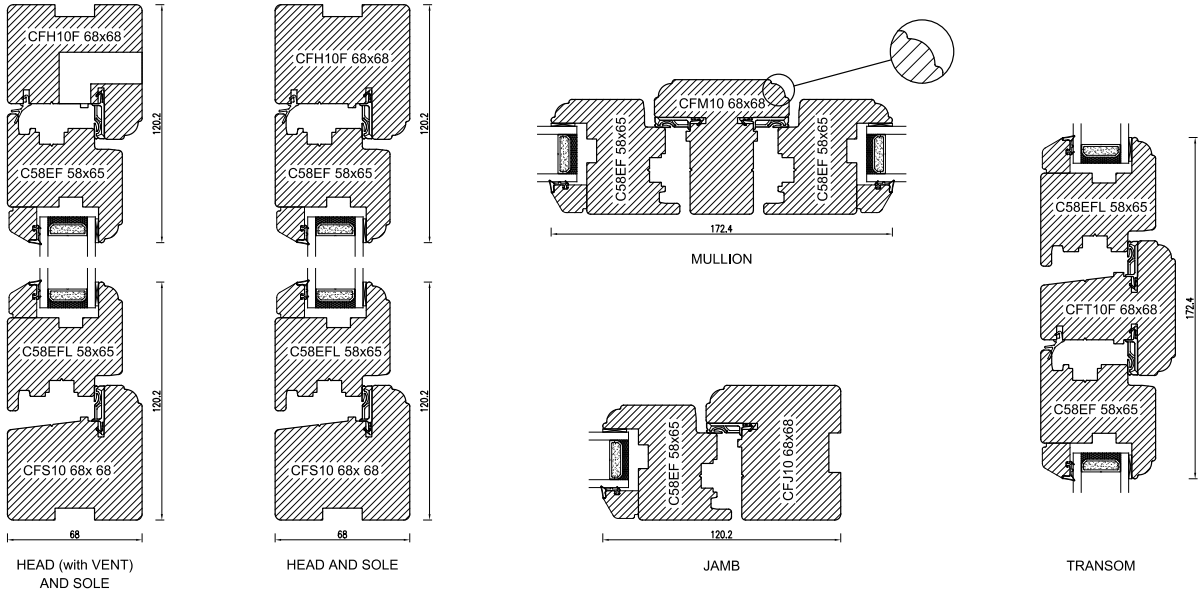 CFH10F 68x68
120.2
C58EF 58x65
C58EFL 58x65
120.2
CFS10 68x 68
68
HEAD (with VENT)
AND SOLE
CFH10F 68x68
120.2
C58EF 58x65
C58EFL 58x65
120.2
CFS10 68x 68
68
HEAD AND SOLE
CFM10 68x68
C58EF 58x65
C58EF 58x65
172.4
MULLION
C58EF 58x65
CFJ10 68x68
120.2
JAMB
C58EFL 58x65
CFT10F 68x68
172.4
C58EF 58x65
TRANSOM